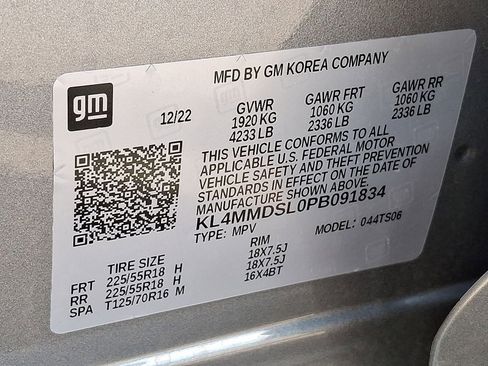 MFD BY GM KOREA COMPANY
gm
12/22
GVWR GAWR FRT GAWR RR
1920 KG 1060 KG 1060 KG
4233 LB 2336 LB 2336 LB
THIS VEHICLE CONFORMS TO ALL
APPLICABLE U.S. FEDERAL MOTOR
VEHICLE SAFETY AND THEFT PREVENTION
STANDARDS IN EFFECT ON THE DATE OF
MANUFACTURE SHOWN ABOVE.
KL4MMDSL0PB091834
TYPE: MPV MODEL: 044TS06
TIRE SIZE RIM
FRT 225/55R18 H 18X7.5J
RR 225/55R18 H 18X7.5J
SPA T125/70R16 M 16X4BT